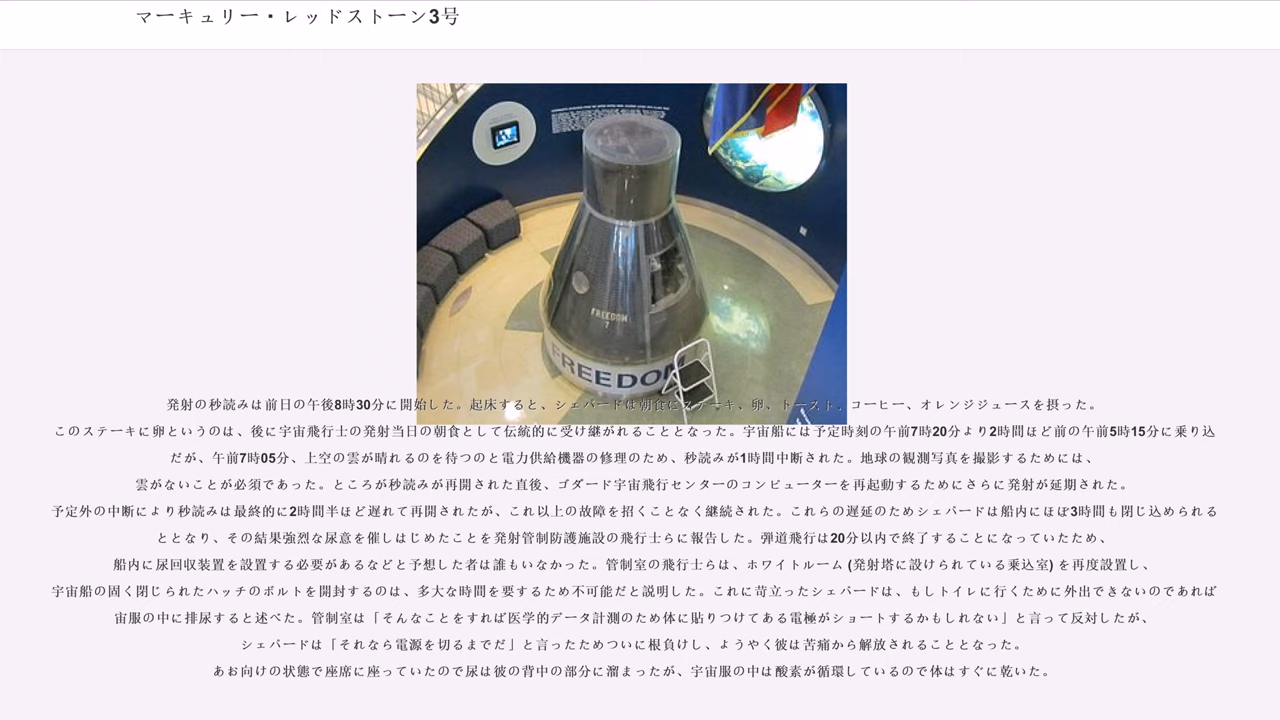 マーキュリー・レッドストーン3号
FREEDOM
7
FREEDOM
発射の秒読みは前日の午後8時30分に開始した。起床すると、シェパードは朝食にステーキ、卵、トースト、コーヒー、オレンジジュースを摂った。
このステーキに卵というのは、後に宇宙飛行士の発射当日の朝食として伝統的に受け継がれることとなった。宇宙船には予定時刻の午前7時20分より2時間ほど前の午前5時15分に乗り込
だが、午前7時05分、上空の雲が晴れるのを待つのと電力供給機器の修理のため、秒読みが1時間中断された。地球の観測写真を撮影するためには、
雲がないことが必須であった。ところが秒読みが再開された直後、ゴダード宇宙飛行センターのコンピューターを再起動するためにさらに発射が延期された。
予定外の中断により秒読みは最終的に2時間半ほど遅れて再開されたが、これ以上の故障を招くことなく継続された。これらの遅延のためシェパードは船内にほぼ3時間も閉じ込められる
ととなり、その結果強烈な尿意を催しはじめたことを発射管制防護施設の飛行士らに報告した。弾道飛行は20分以内で終了することになっていたため、
船内に尿回収装置を設置する必要があるなどと予想した者は誰もいなかった。管制室の飛行士らは、ホワイトルーム (発射塔に設けられている乗込室) を再度設置し、
宇宙船の固く閉じられたハッチのボルトを開封するのは、多大な時間を要するため不可能だと説明した。これに苛立ったシェパードは、もしトイレに行くために外出できないのであれば
宙服の中に排尿すると述べた。管制室は「そんなことをすれば医学的データ計測のため体に貼りつけてある電極がショートするかもしれない」と言って反対したが、
シェパードは「それなら電源を切るまでだ」と言ったためついに根負けし、ようやく彼は苦痛から解放されることとなった。
あお向けの状態で座席に座っていたので尿は彼の背中の部分に溜まったが、宇宙服の中は酸素が循環しているので体はすぐに乾いた。